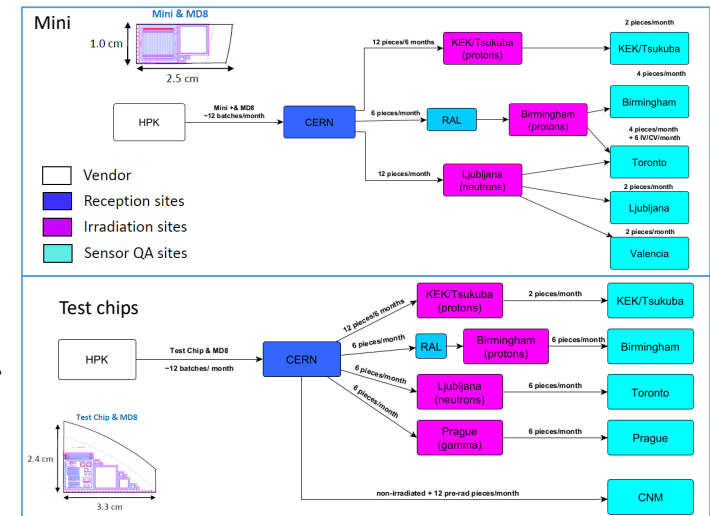 Mini
Mini & MD8
1.0 cm
2.5 cm
12 pieces/6 months
KEK/Tsukuba
(protons)
2 pieces/month
KEK/Tsukuba
HPK
Mini +& MD8
~12 batches/month
CERN
6 pieces/month
RAL
Birmingham
(protons)
4 pieces/month
Birmingham
4 pieces/month
+ 6 IV/CV/month
Toronto
12 pieces/month
Ljubljana
(neutrons)
2 pieces/month
Ljubljana
2 pieces/month
Valencia
Vendor
Reception sites
Irradiation sites
Sensor QA sites
Test chips
HPK
Test Chip & MD8
~12 batches/ month
CERN
12 pieces/6 months
KEK/Tsukuba
(protons)
2 pieces/month
KEK/Tsukuba
6 pieces/month
RAL
Birmingham
(protons)
6 pieces/month
Birmingham
6 pieces/month
Ljubljana
(neutrons)
6 pieces/month
Toronto
6 pieces/month
Prague
(gamma)
6 pieces/month
Prague
non-irradiated + 12 pre-rad pieces/month
CNM
Test Chip & MD8
2.4 cm
3.3 cm